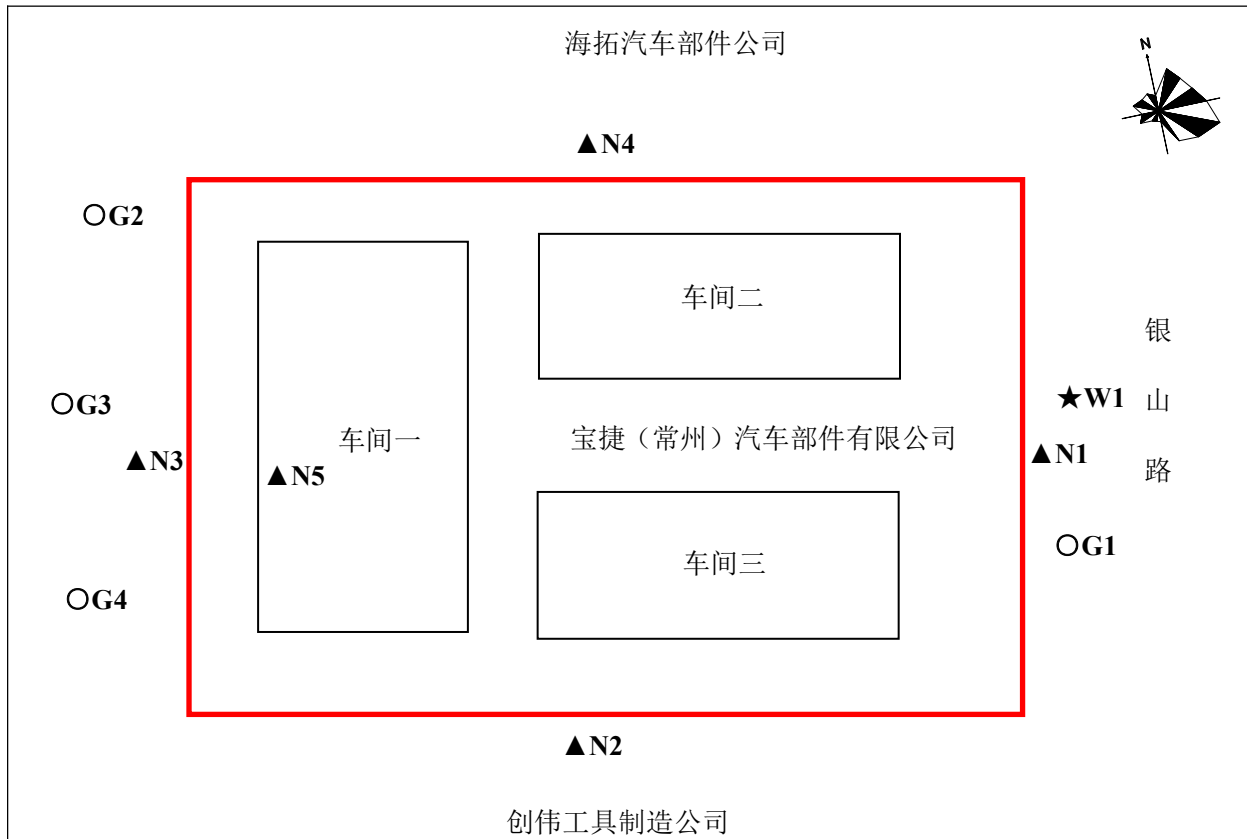 海拓汽车部件公司
N
▲N4
○G2
车间二
银山路
○G3
★W1
车间一
宝捷（常州）汽车部件有限公司
▲N3
▲N5
▲N1
○G1
车间三
○G4
▲N2
创伟工具制造公司